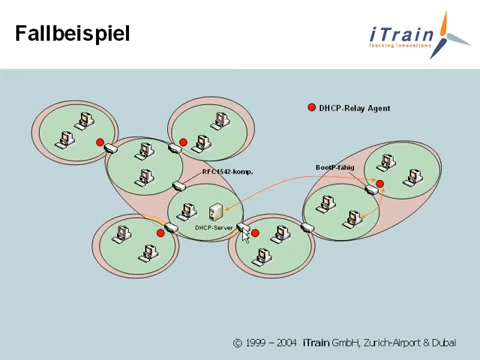 Fallbeispiel
iTrain
learning innovations
DHCP-Relay Agent
RFC1542-komp.
BootP-fähig
DHCP-Server
© 1999 – 2004 iTrain GmbH, Zurich-Airport & Dubai